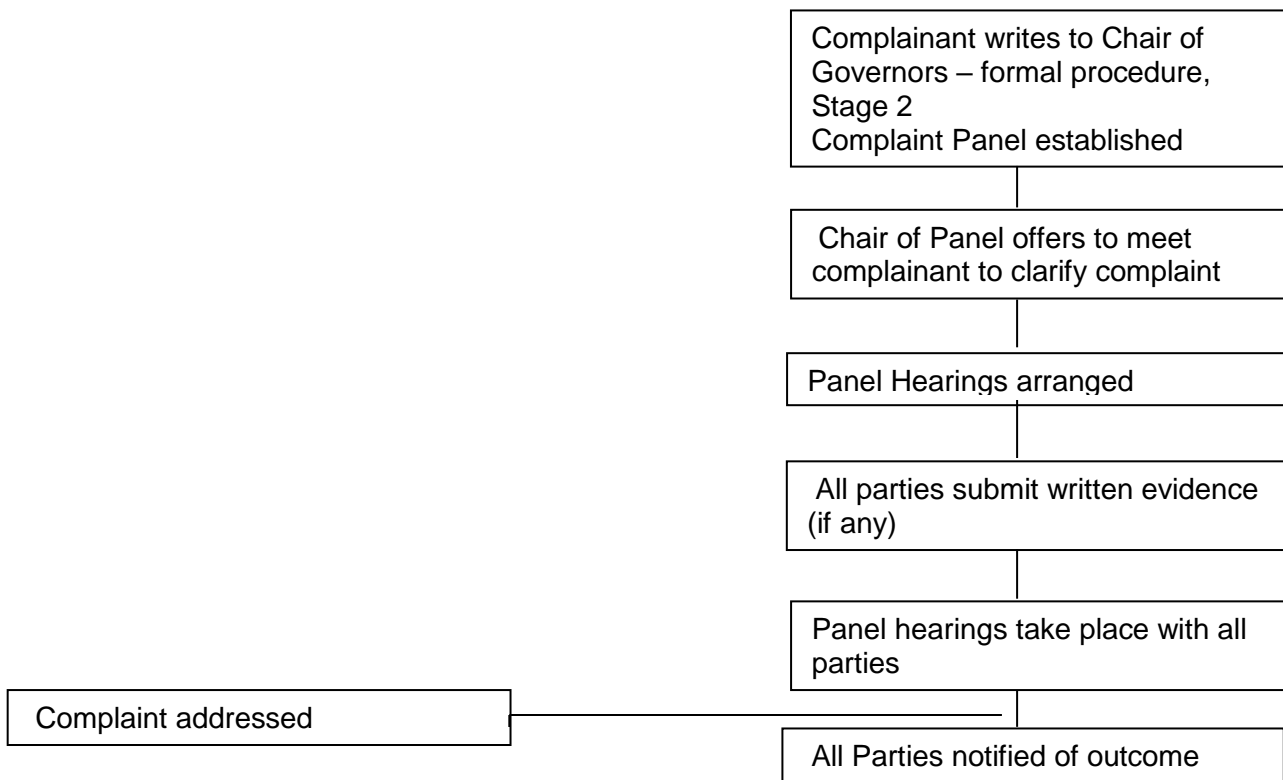 Complainant writes to Chair of
Governors – formal procedure,
Stage 2
Complaint Panel established
Chair of Panel offers to meet
complainant to clarify complaint
Panel Hearings arranged
All parties submit written evidence
(if any)
Panel hearings take place with all
parties
Complaint addressed
All Parties notified of outcome